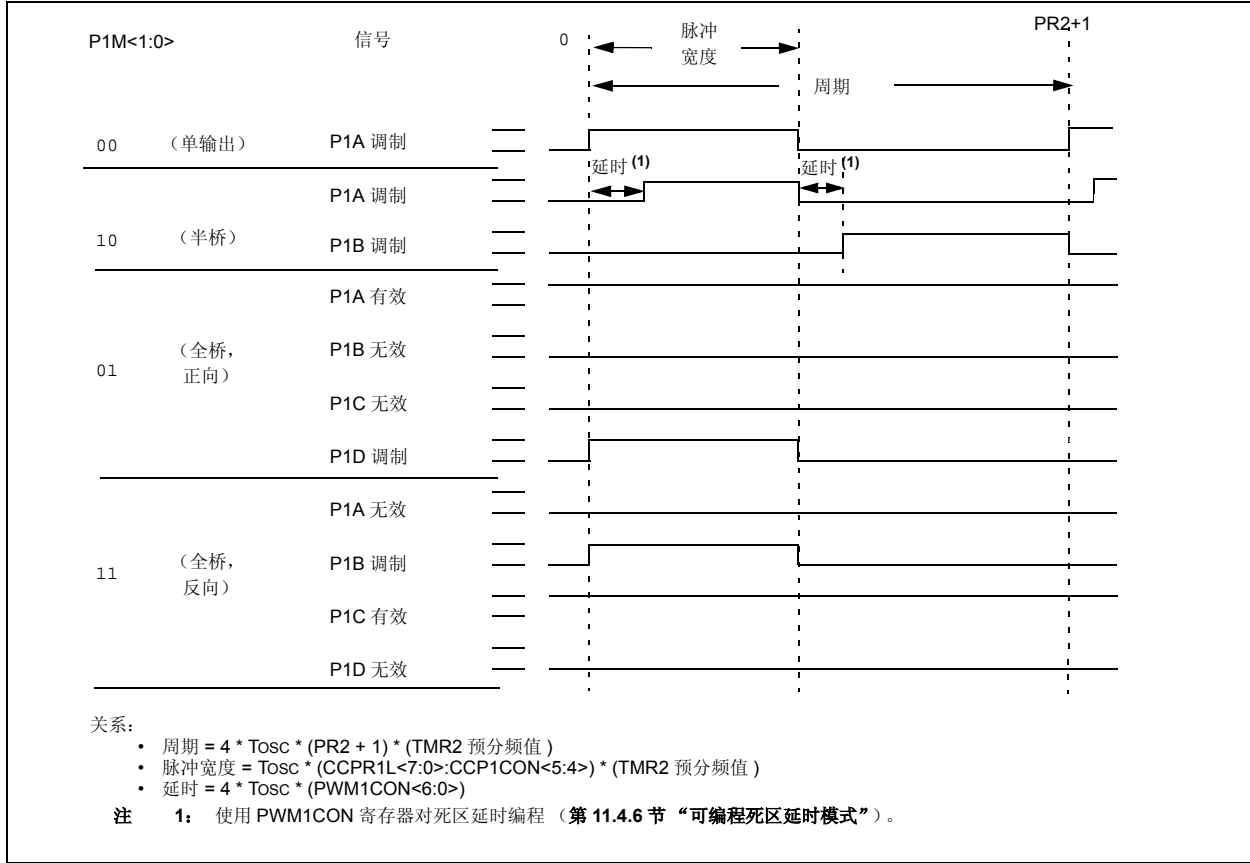 P1M<1:0> 信号 0 脉冲宽度 PR2+1
周期
00 （单输出） P1A 调制
延时(1) 延时(1)
P1A 调制
10 （半桥） P1B 调制
P1A 有效
01 （全桥，正向） P1B 无效
P1C 无效
P1D 调制
P1A 无效
11 （全桥，反向） P1B 调制
P1C 有效
P1D 无效
关系：
• 周期 = 4 * TOSC * (PR2 + 1) * (TMR2 预分频值 )
• 脉冲宽度 = TOSC * (CCPR1L<7:0>:CCP1CON<5:4>) * (TMR2 预分频值 )
• 延时 = 4 * TOSC * (PWM1CON<6:0>)
注 1： 使用 PWM1CON 寄存器对死区延时编程 （第 11.4.6 节 “可编程死区延时模式”）。